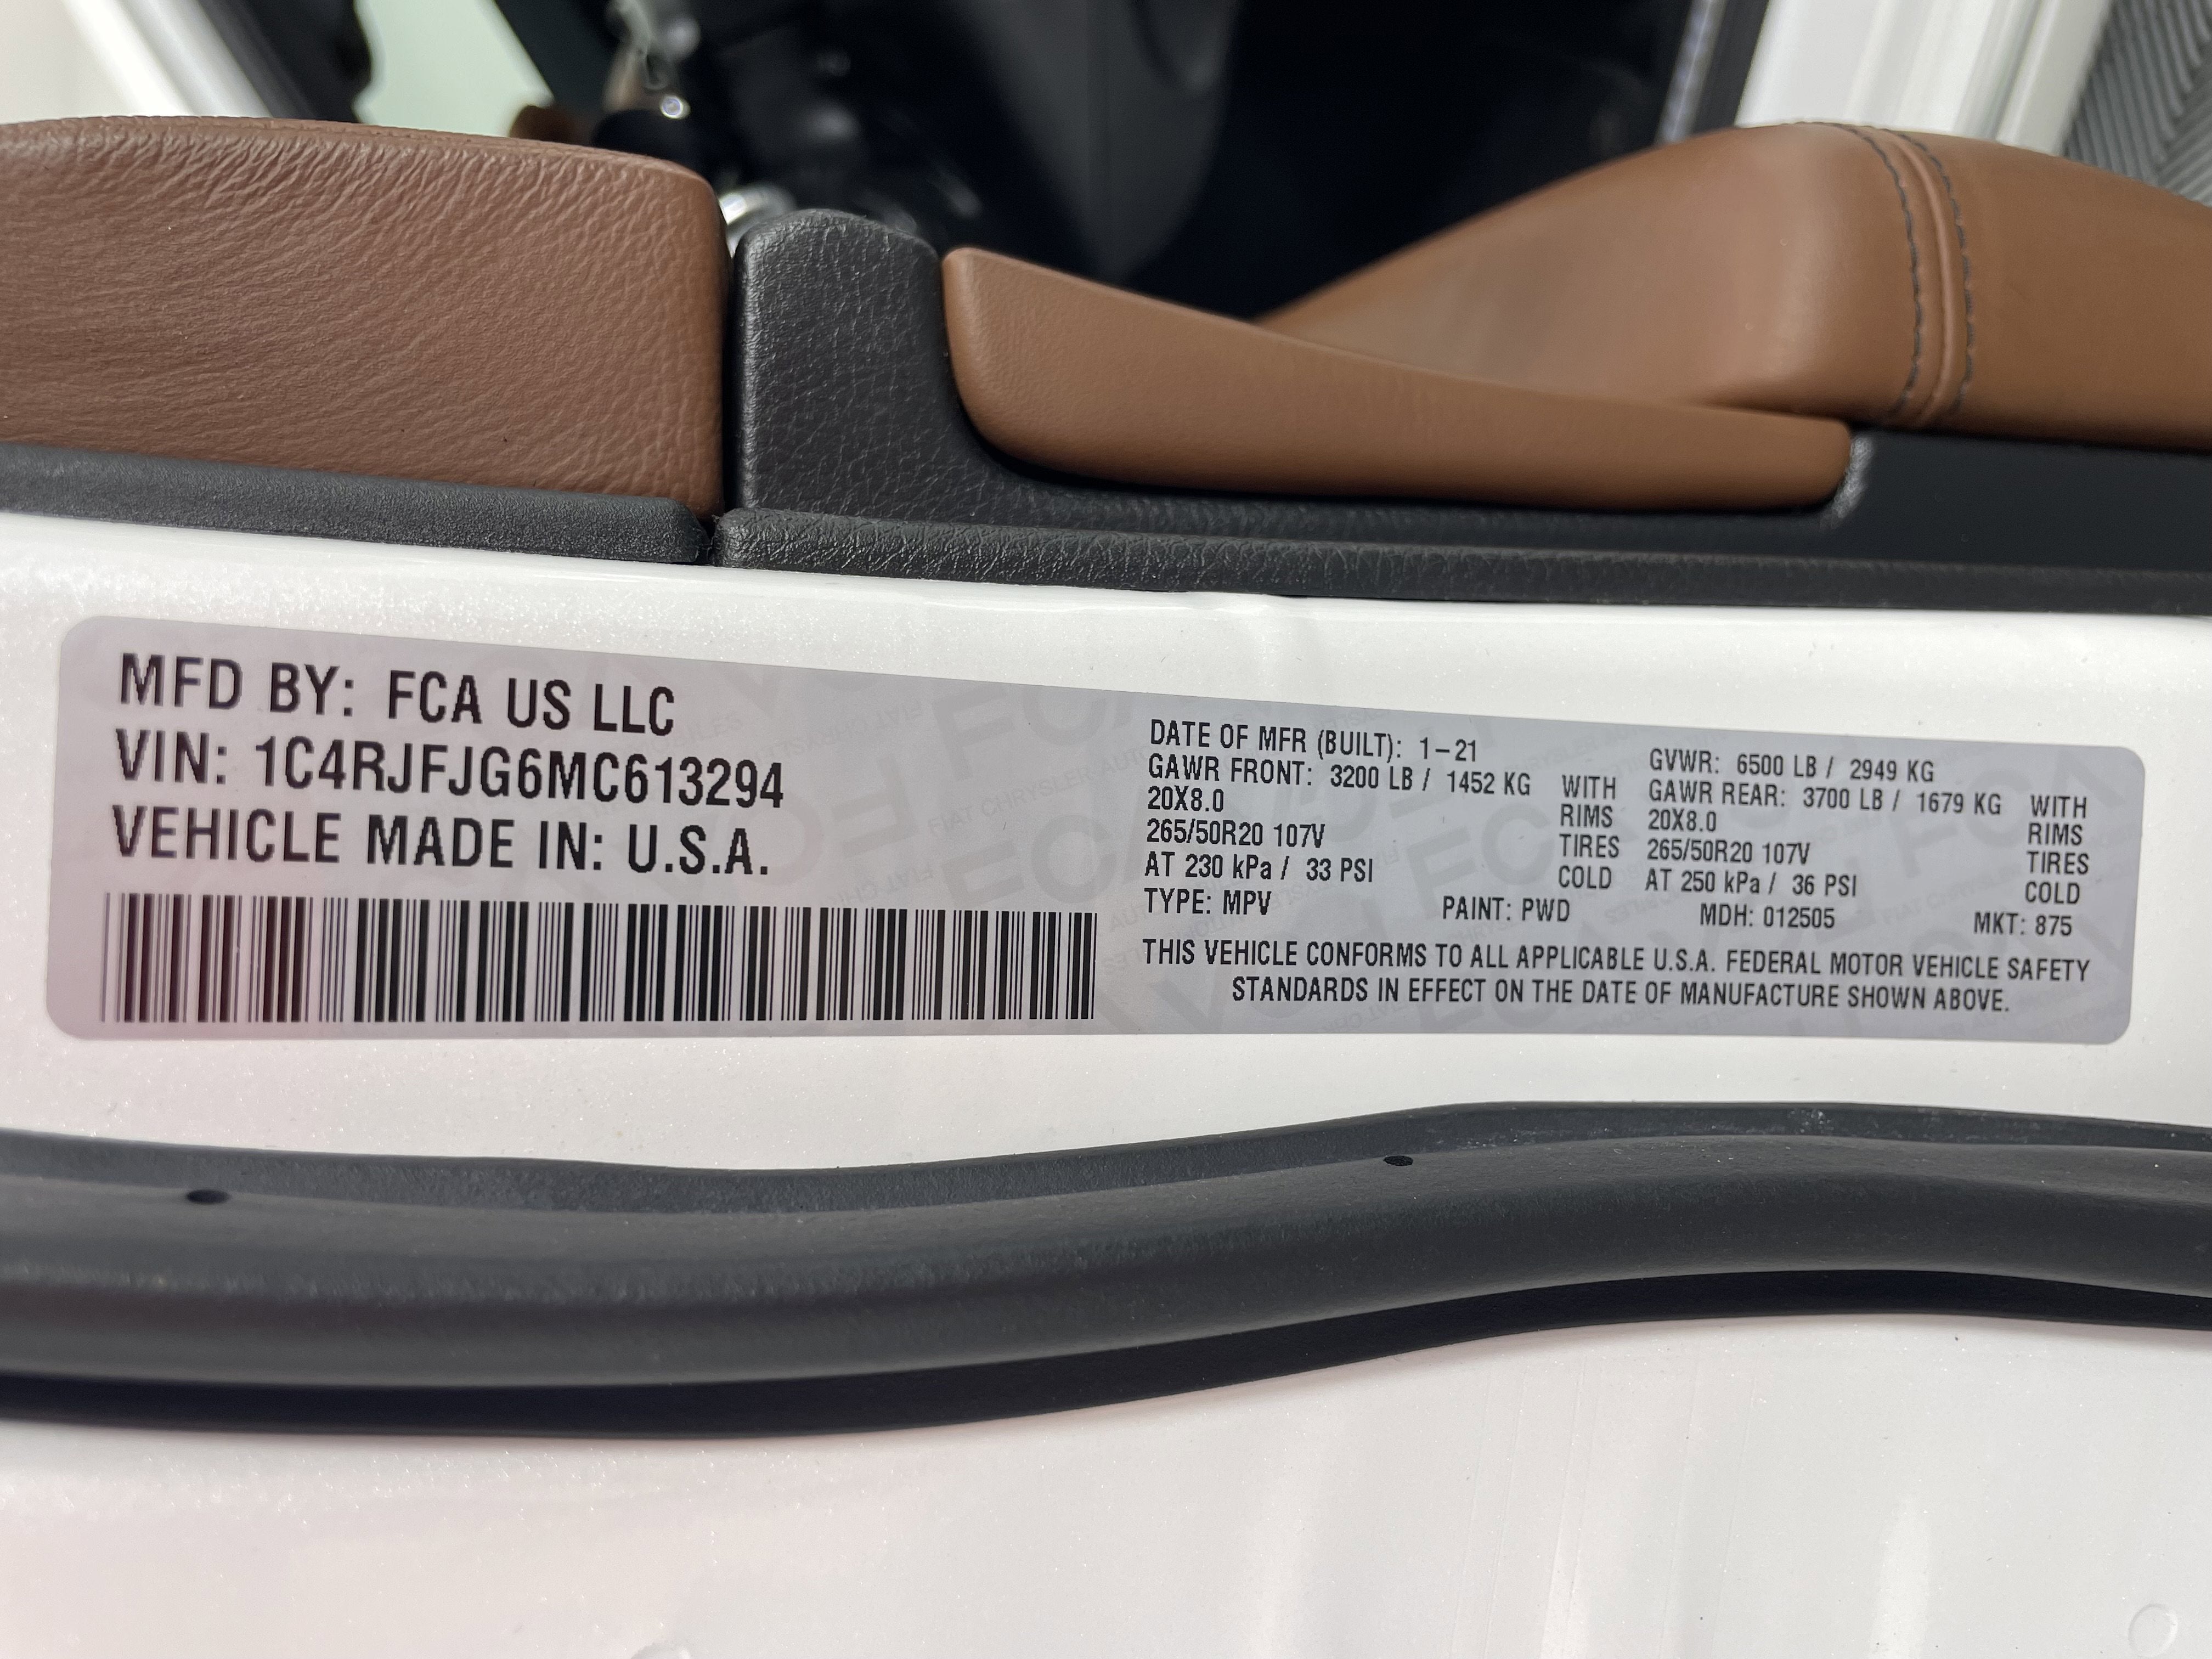 MFD BY: FCA US LLC
VIN: 1C4RJFJG6MC613294
VEHICLE MADE IN: U.S.A.
DATE OF MFR (BUILT): 1-21
GAWR FRONT: 3200 LB / 1452 KG WITH
20X8.0 RIMS
265/50R20 107V TIRES
AT 230 kPa / 33 PSI COLD
GVWR: 6500 LB / 2949 KG
GAWR REAR: 3700 LB / 1679 KG WITH
20X8.0 RIMS
265/50R20 107V TIRES
AT 250 kPa / 36 PSI COLD
TYPE: MPV PAINT: PWD MDH: 012505 MKT: 875
THIS VEHICLE CONFORMS TO ALL APPLICABLE U.S.A. FEDERAL MOTOR VEHICLE SAFETY
STANDARDS IN EFFECT ON THE DATE OF MANUFACTURE SHOWN ABOVE.